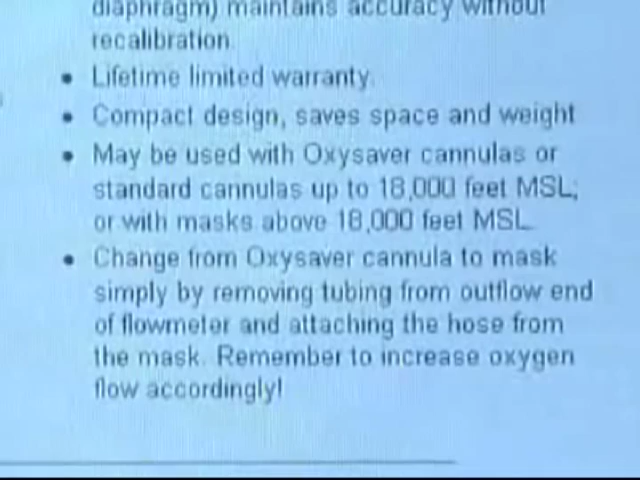 diaphragm) maintains accuracy without
recalibration.
• Lifetime limited warranty.
• Compact design, saves space and weight
• May be used with Oxysaver cannulas or
standard cannulas up to 18,000 feet MSL;
or with masks above 18,000 feet MSL.
• Change from Oxysaver cannula to mask
simply by removing tubing from outflow end
of flowmeter and attaching the hose from
the mask. Remember to increase oxygen
flow accordingly!